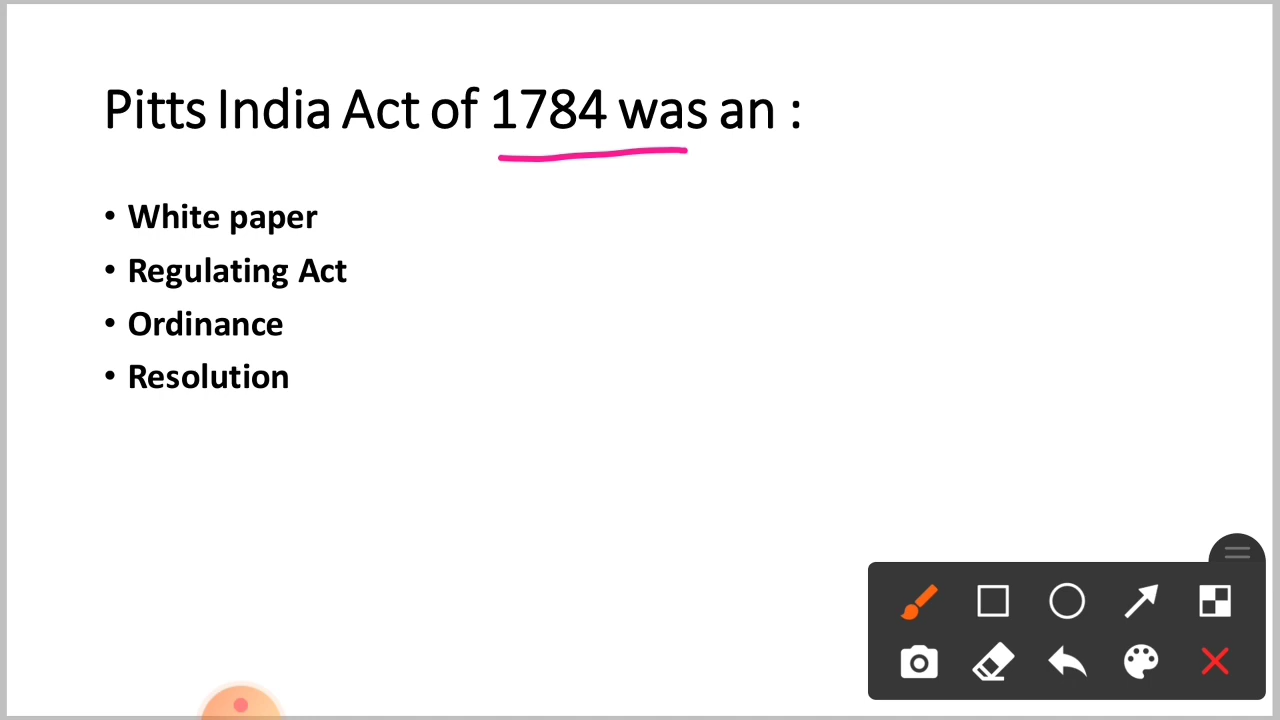 Pitts India Act of 1784 was an :
• White paper
• Regulating Act
• Ordinance
• Resolution